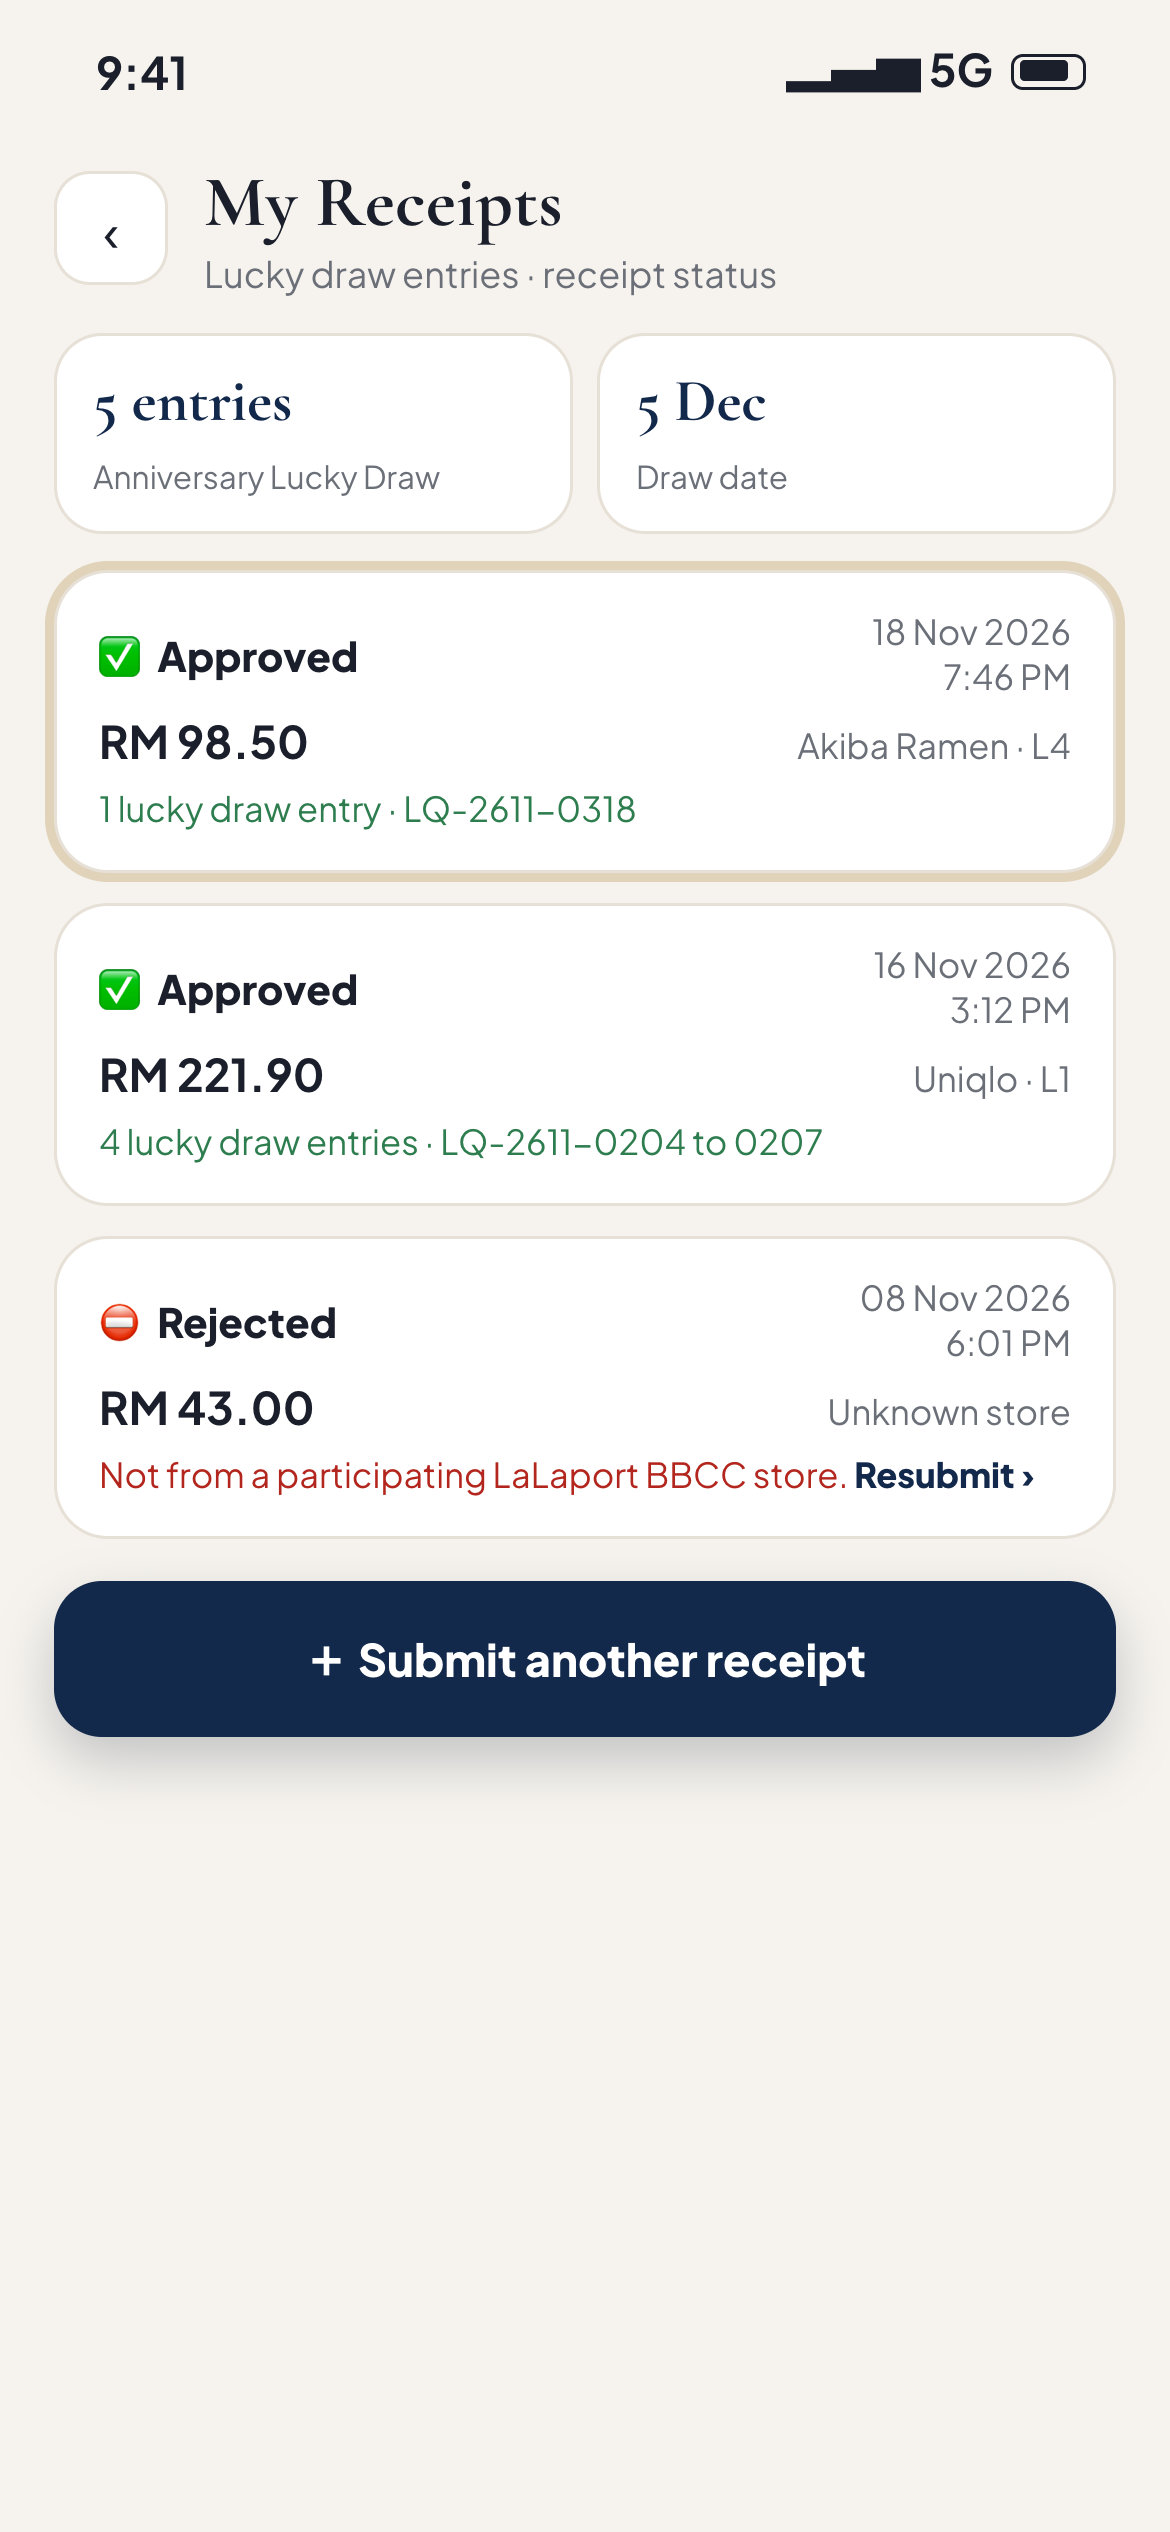 9:41
5G
‹
My Receipts
Lucky draw entries · receipt status
5 entries
Anniversary Lucky Draw
5 Dec
Draw date
✅ Approved
18 Nov 2026
7:46 PM
RM 98.50
Akiba Ramen · L4
1 lucky draw entry · LQ-2611-0318
✅ Approved
16 Nov 2026
3:12 PM
RM 221.90
Uniqlo · L1
4 lucky draw entries · LQ-2611-0204 to 0207
⛔ Rejected
08 Nov 2026
6:01 PM
RM 43.00
Unknown store
Not from a participating LaLaport BBCC store. Resubmit ›
+ Submit another receipt